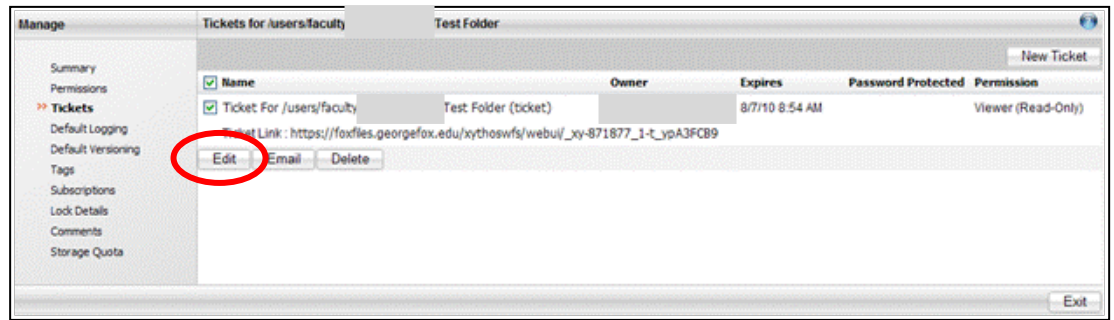 Manage
Tickets for /users/faculty Test Folder
New Ticket
Summary
Permissions
Tickets
Default Logging
Default Versioning
Tags
Subscriptions
Lock Details
Comments
Storage Quota
Name Owner Expires Password Protected Permission
Ticket For /users/faculty Test Folder (ticket) 8/7/10 8:54 AM Viewer (Read-Only)
Ticket Link : https://foxfiles.georgefox.edu/xythoswfs/webui/_xy-871877_1-t_ypA3FCB9
Edit Email Delete
Exit